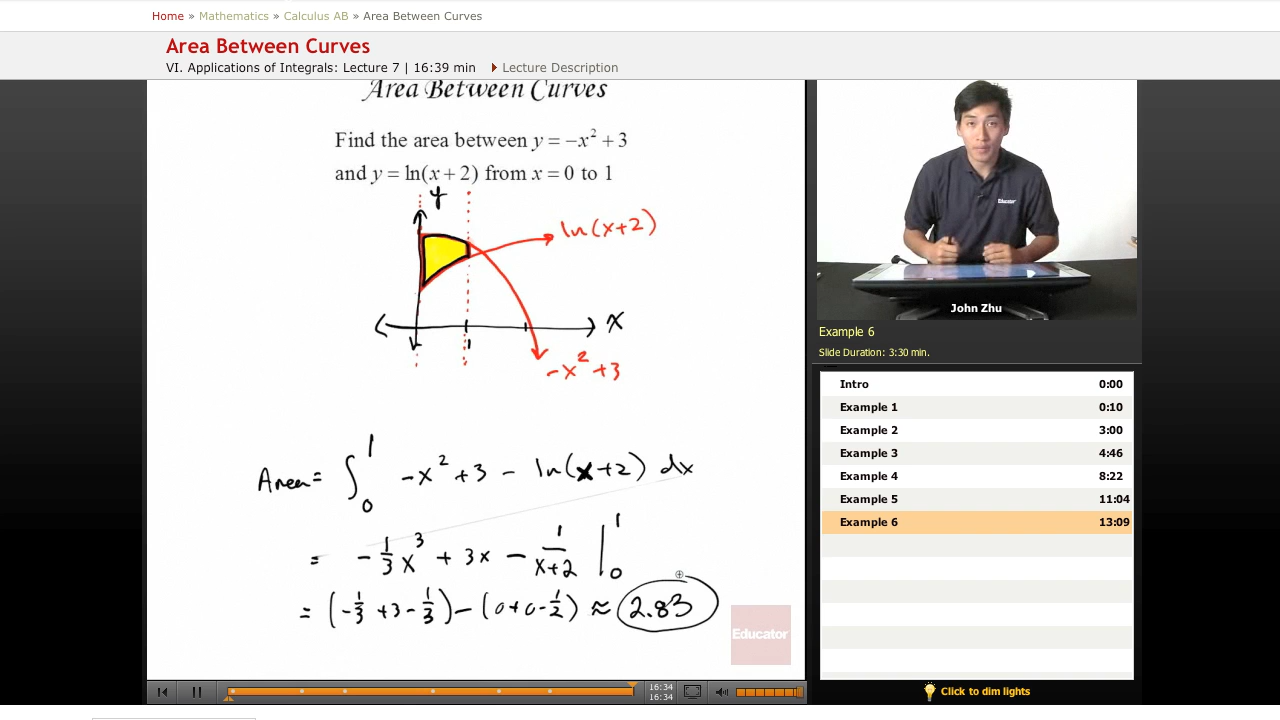 Home » Mathematics » Calculus AB » Area Between Curves
Area Between Curves
VI. Applications of Integrals: Lecture 7 | 16:39 min Lecture Description
Area Between Curves
Find the area between y = −x² + 3
and y = ln(x + 2) from x = 0 to 1
y
ln(x+2)
x
1
-x² + 3
Area = ∫₀¹ -x² + 3 - ln(x+2) dx
= -1/3 x³ + 3x - 1/(x+2) |₀¹
= (-1/3 + 3 - 1/3) - (0+0-1/2) ≈ 2.83
Educator
16:34
16:34
Educator
John Zhu
Example 6
Slide Duration: 3:30 min.
Intro 0:00
Example 1 0:10
Example 2 3:00
Example 3 4:46
Example 4 8:22
Example 5 11:04
Example 6 13:09
Click to dim lights